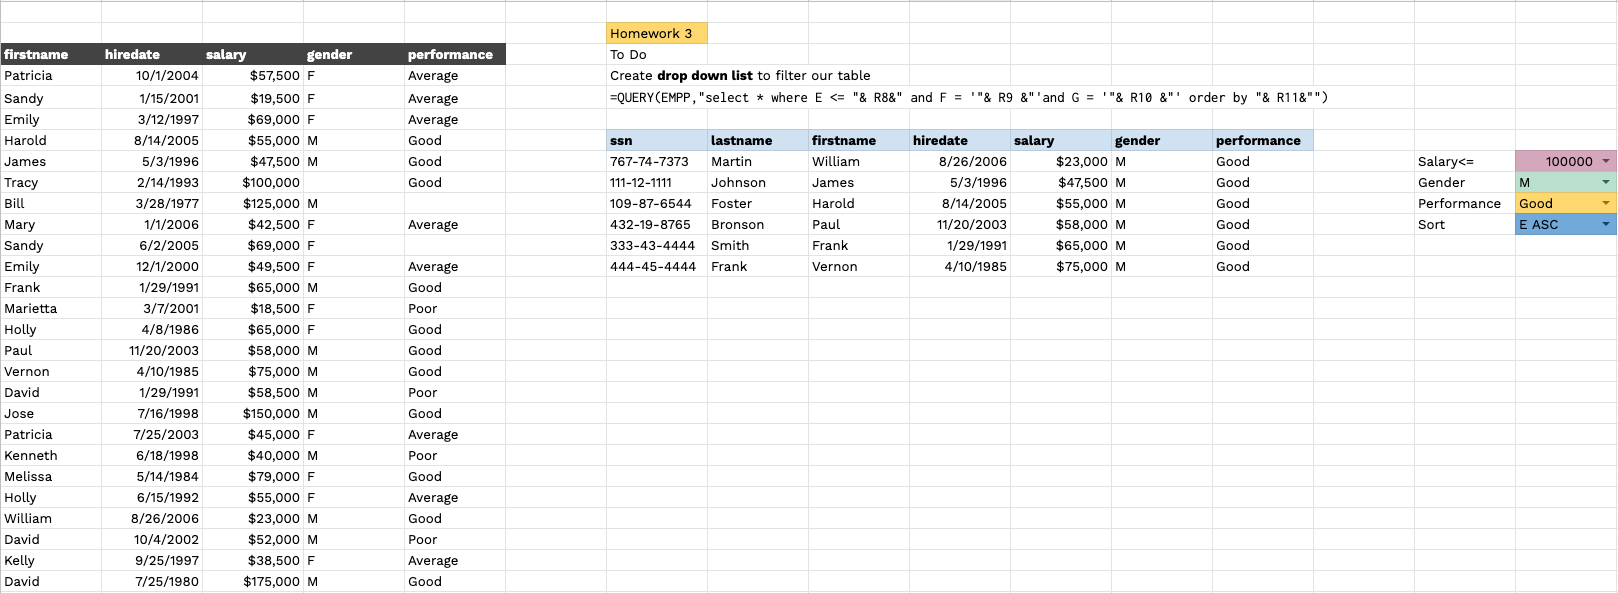 Homework 3
firstname hiredate salary gender performance To Do
Patricia 10/1/2004 $57,500 F Average Create drop down list to filter our table
Sandy 1/15/2001 $19,500 F Average =QUERY(EMPP,"select * where E <= "& R8&" and F = '"& R9 &"'and G = '"& R10 &"' order by "& R11&"")
Emily 3/12/1997 $69,000 F Average
Harold 8/14/2005 $55,000 M Good ssn lastname firstname hiredate salary gender performance
James 5/3/1996 $47,500 M Good 767-74-7373 Martin William 8/26/2006 $23,000 M Good Salary<= 100000
Tracy 2/14/1993 $100,000 Good 111-12-1111 Johnson James 5/3/1996 $47,500 M Good Gender M
Bill 3/28/1977 $125,000 M 109-87-6544 Foster Harold 8/14/2005 $55,000 M Good Performance Good
Mary 1/1/2006 $42,500 F Average 432-19-8765 Bronson Paul 11/20/2003 $58,000 M Good Sort E ASC
Sandy 6/2/2005 $69,000 F 333-43-4444 Smith Frank 1/29/1991 $65,000 M Good
Emily 12/1/2000 $49,500 F Average 444-45-4444 Frank Vernon 4/10/1985 $75,000 M Good
Frank 1/29/1991 $65,000 M Good
Marietta 3/7/2001 $18,500 F Poor
Holly 4/8/1986 $65,000 F Good
Paul 11/20/2003 $58,000 M Good
Vernon 4/10/1985 $75,000 M Good
David 1/29/1991 $58,500 M Poor
Jose 7/16/1998 $150,000 M Good
Patricia 7/25/2003 $45,000 F Average
Kenneth 6/18/1998 $40,000 M Poor
Melissa 5/14/1984 $79,000 F Good
Holly 6/15/1992 $55,000 F Average
William 8/26/2006 $23,000 M Good
David 10/4/2002 $52,000 M Poor
Kelly 9/25/1997 $38,500 F Average
David 7/25/1980 $175,000 M Good